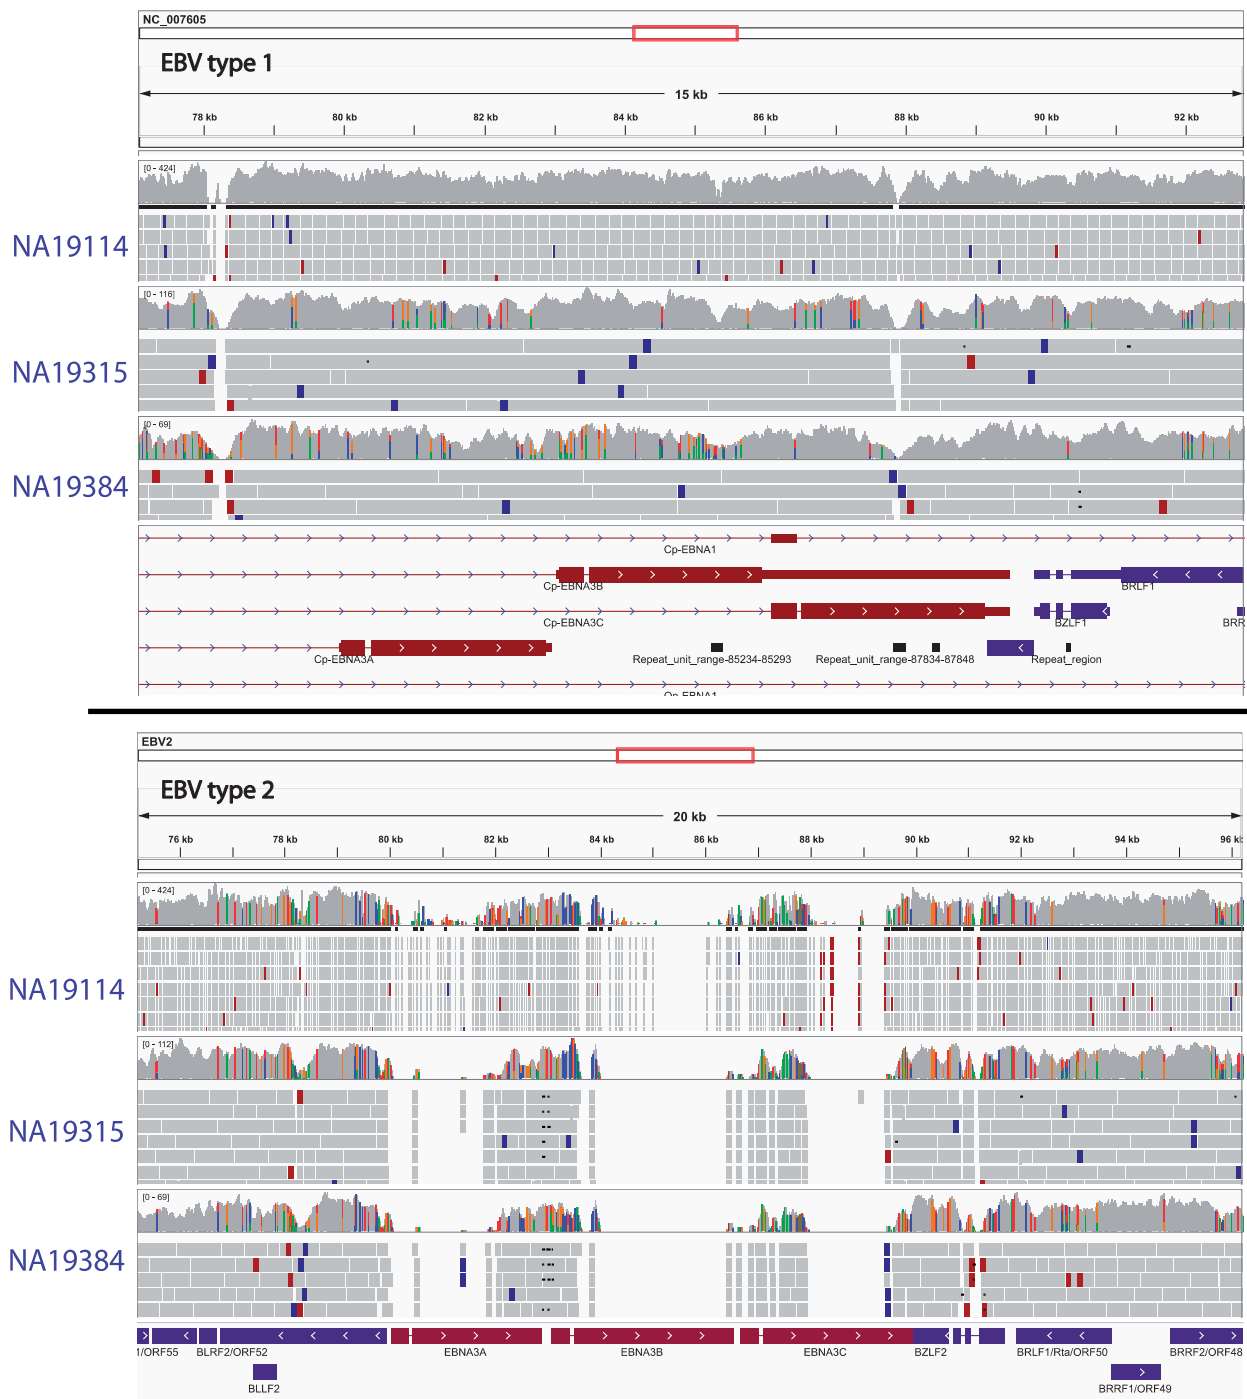 NC_007605
EBV type 1
15 kb
78 kb 80 kb 82 kb 84 kb 86 kb 88 kb 90 kb 92 kb
[0 - 424]
NA19114
[0 - 116]
NA19315
[0 - 69]
NA19384
Cp-EBNA1
Cp-EBNA3B BRLF1
Cp-EBNA3C BZLF1 BRR
Cp-EBNA3A Repeat_unit_range-85234-85293 Repeat_unit_range-87834-87848 Repeat_region
Qp-EBNA1
EBV2
EBV type 2
20 kb
76 kb 78 kb 80 kb 82 kb 84 kb 86 kb 88 kb 90 kb 92 kb 94 kb 96 k
[0 - 424]
NA19114
[0 - 112]
NA19315
[0 - 69]
NA19384
1/ORF55 BLRF2/ORF52 EBNA3A EBNA3B EBNA3C BZLF2 BRLF1/Rta/ORF50 BRRF2/ORF48
BLLF2 BRRF1/ORF49